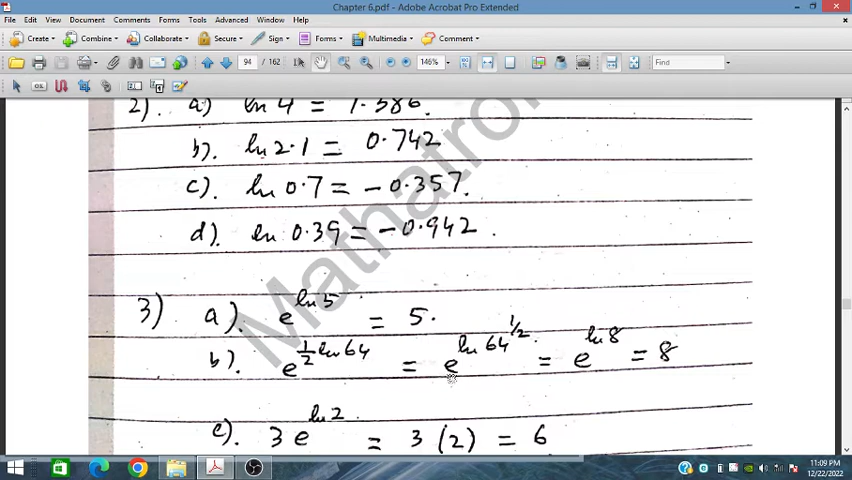 Chapter 6.pdf - Adobe Acrobat Pro Extended
File Edit View Document Comments Forms Tools Advanced Window Help
Create Combine Collaborate Secure Sign Forms Multimedia Comment
94 / 162 146% Find
2). a) ln 4 = 1.386.
b). ln 2.1 = 0.742
c). ln 0.7 = -0.357.
d). ln 0.39 = -0.942.
3) a). e^{ln 5} = 5.
b). e^{1/2 ln 64} = e^{ln 64^{1/2}} = e^{ln 8} = 8
c). 3 e^{ln 2} = 3 (2) = 6
Mathatron
11:09 PM
12/22/2022